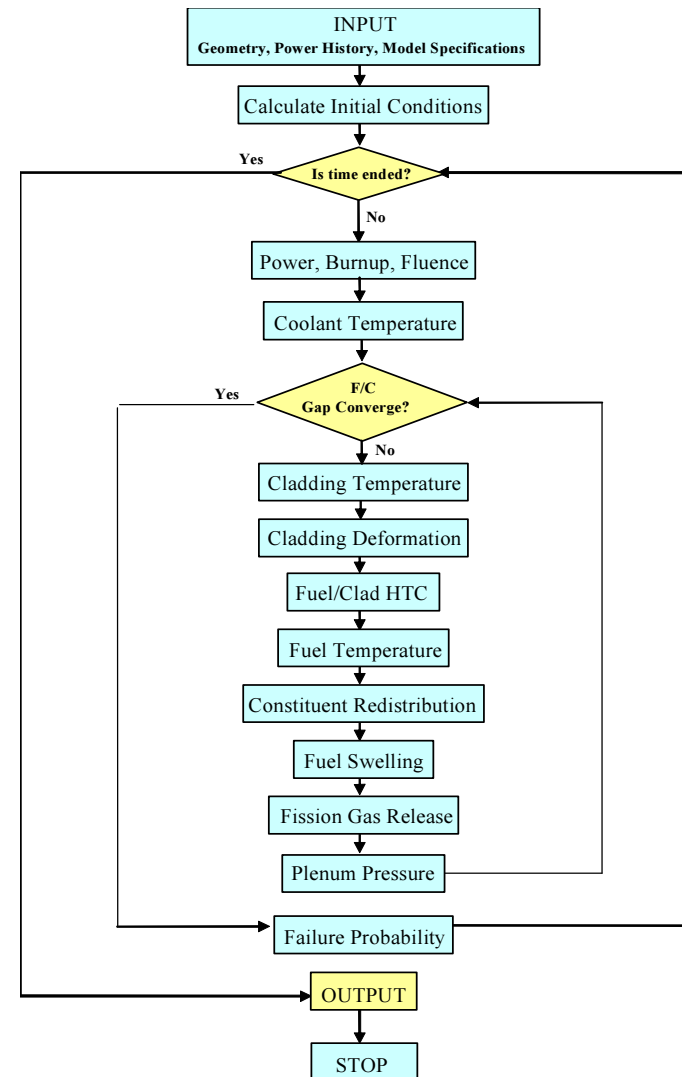 INPUT
Geometry, Power History, Model Specifications
Calculate Initial Conditions
Yes
Is time ended?
No
Power, Burnup, Fluence
Coolant Temperature
Yes
F/C
Gap Converge?
No
Cladding Temperature
Cladding Deformation
Fuel/Clad HTC
Fuel Temperature
Constituent Redistribution
Fuel Swelling
Fission Gas Release
Plenum Pressure
Failure Probability
OUTPUT
STOP